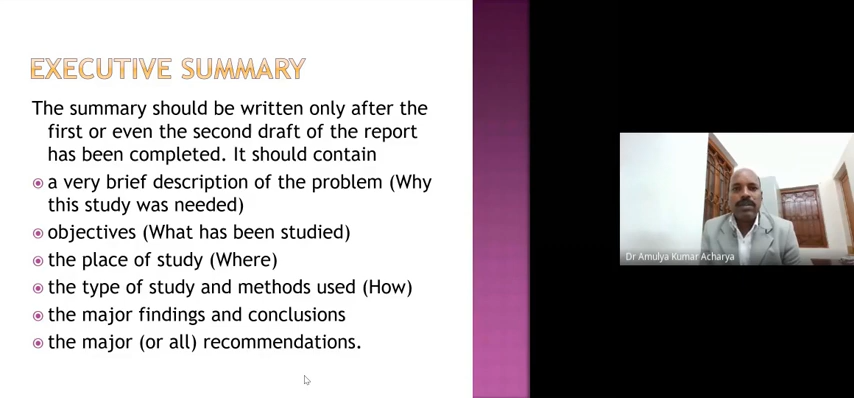 EXECUTIVE SUMMARY
The summary should be written only after the
first or even the second draft of the report
has been completed. It should contain
a very brief description of the problem (Why
this study was needed)
objectives (What has been studied)
the place of study (Where)
the type of study and methods used (How)
the major findings and conclusions
the major (or all) recommendations.
Dr Amulya Kumar Acharya